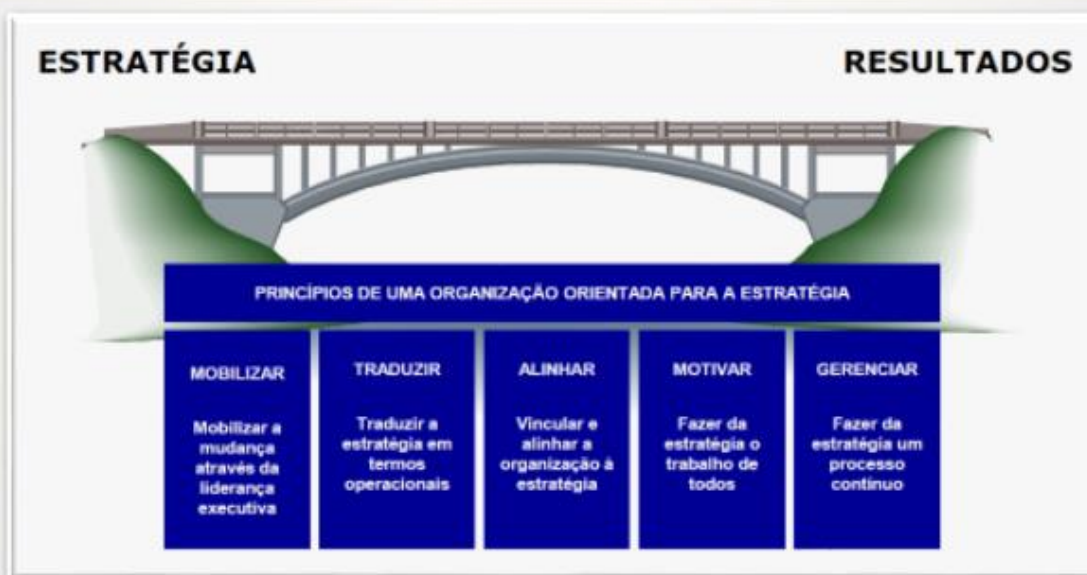 ESTRATÉGIA
RESULTADOS
PRINCÍPIOS DE UMA ORGANIZAÇÃO ORIENTADA PARA A ESTRATÉGIA
MOBILIZAR
Mobilizar a
mudança
através da
liderança
executiva
TRADUZIR
Traduzir a
estratégia em
termos
operacionais
ALINHAR
Vincular e
alinhar a
organização à
estratégia
MOTIVAR
Fazer da
estratégia o
trabalho de
todos
GERENCIAR
Fazer da
estratégia um
processo
contínuo